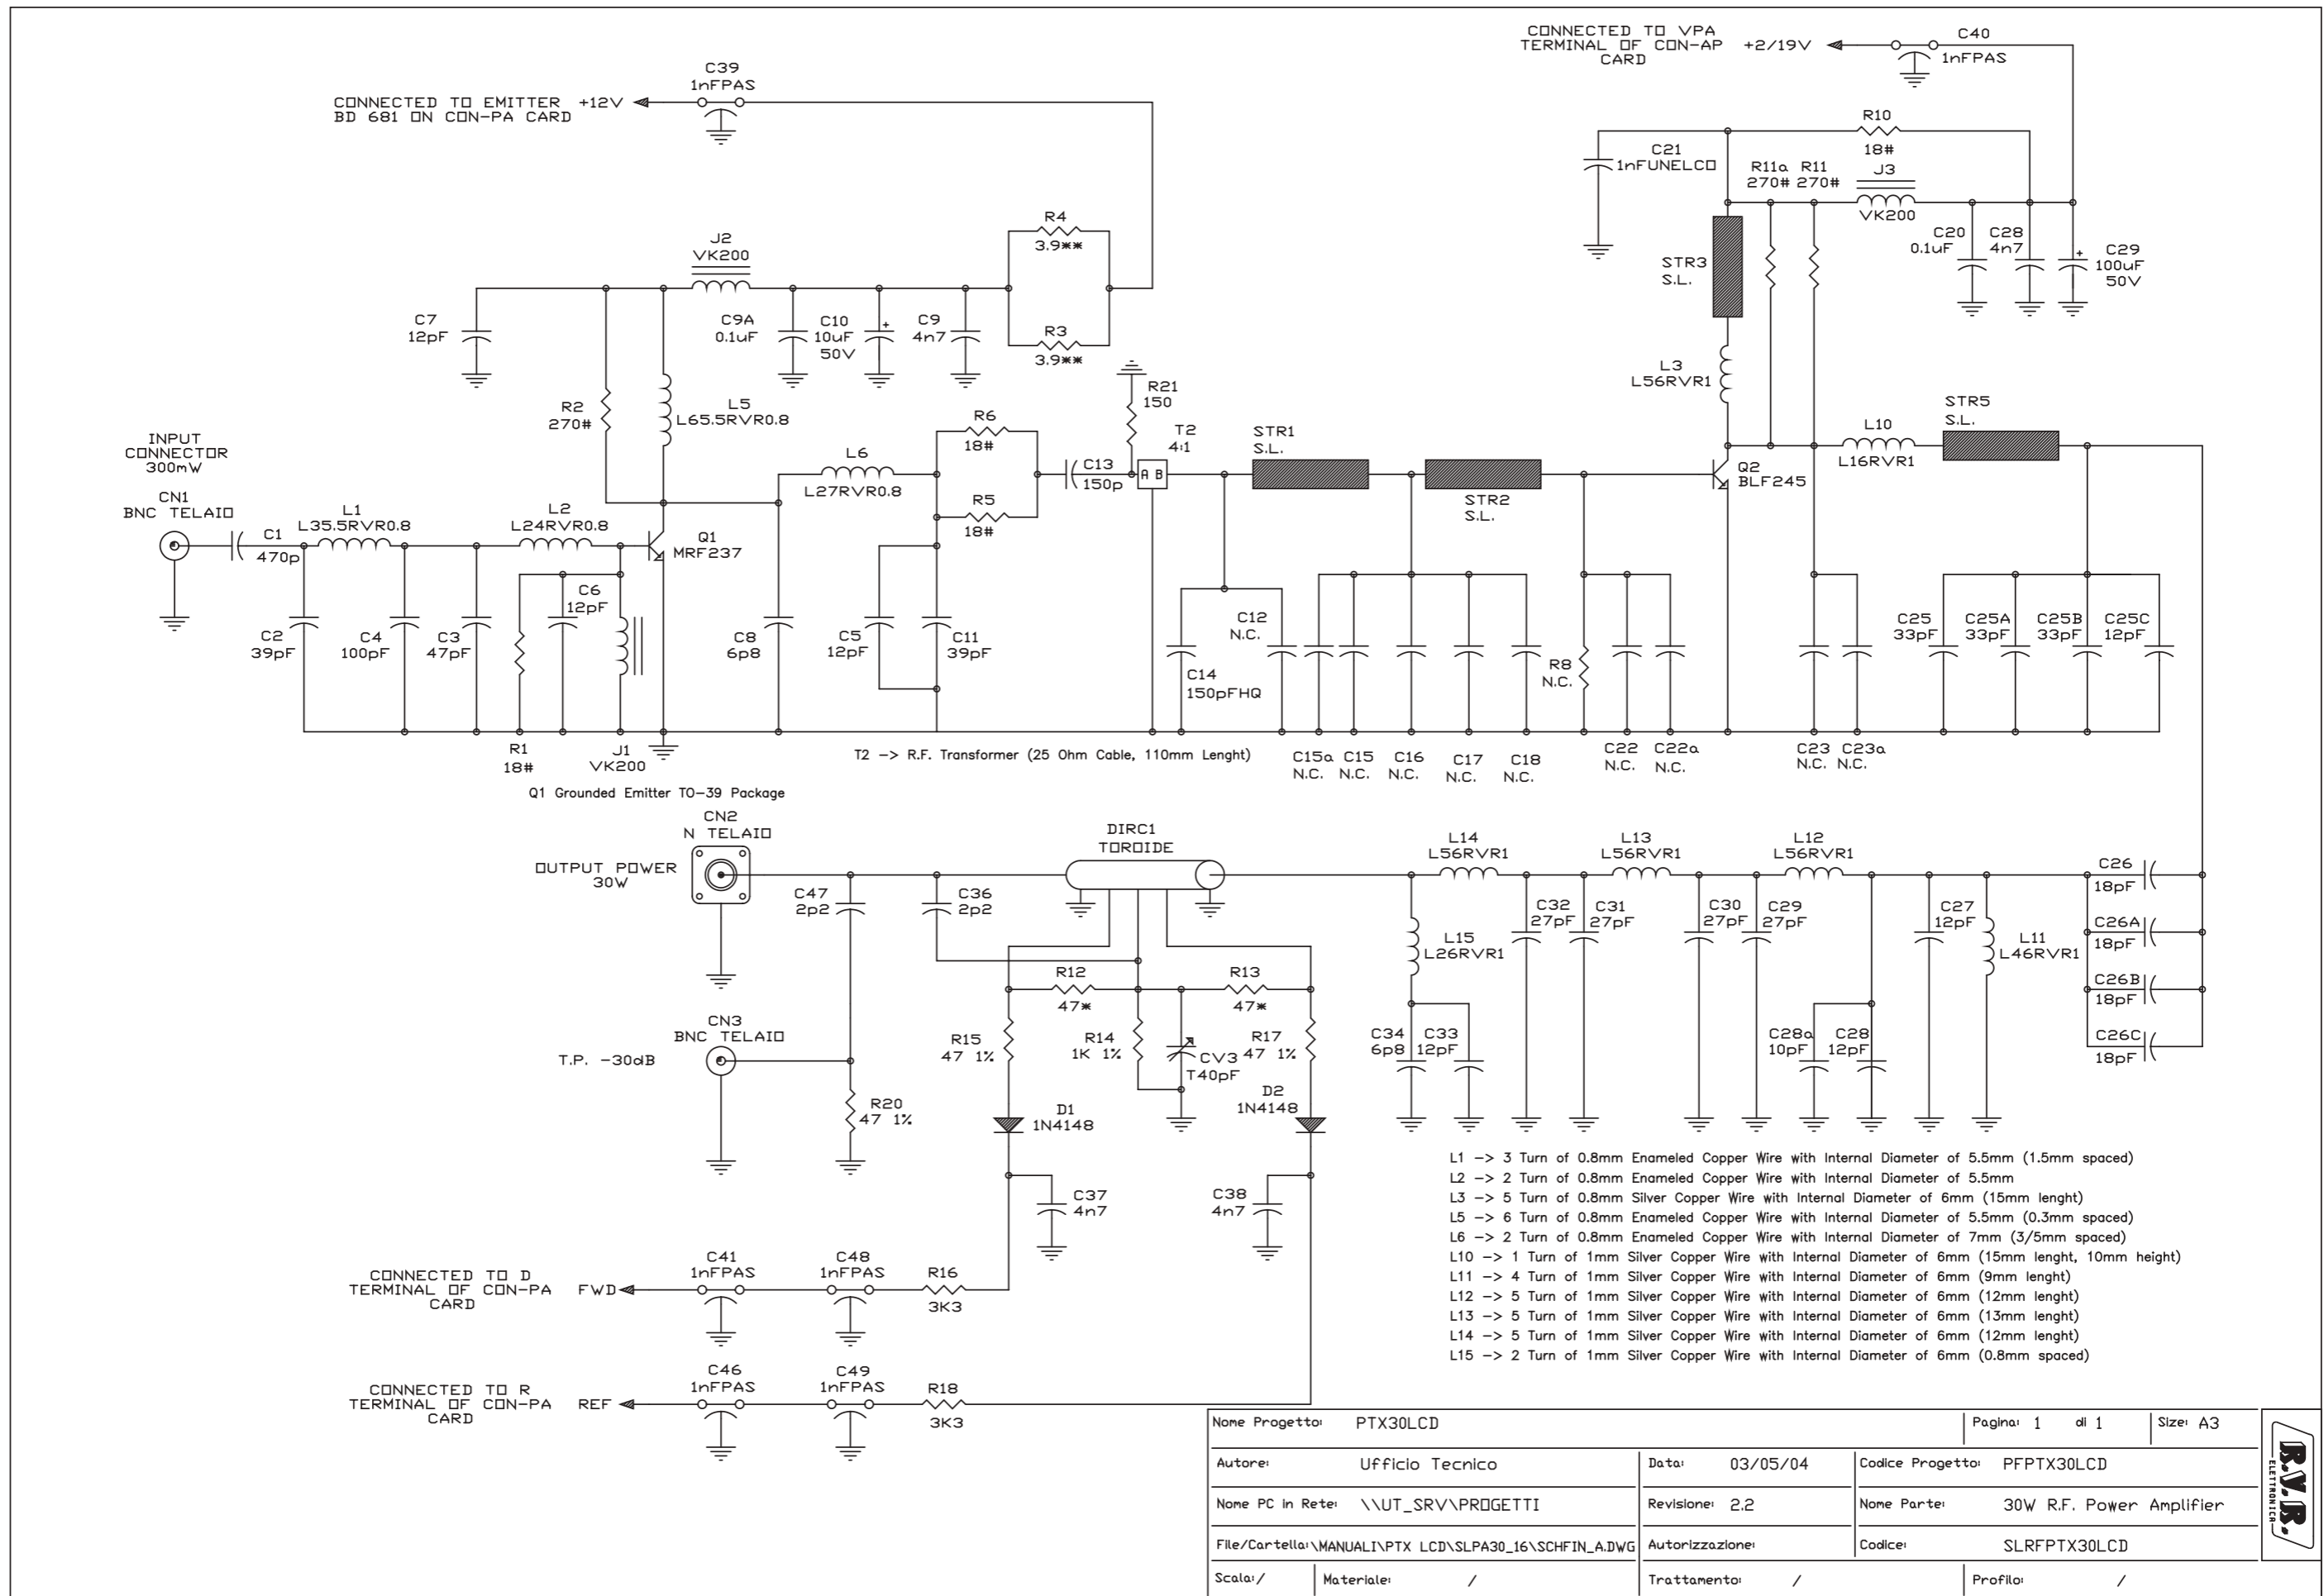 CONNECTED TO VPA
TERMINAL OF CON-AP
CARD
+2/19V
C40
1nFPAS
C39
1nFPAS
CONNECTED TO EMITTER
BD 681 ON CON-PA CARD
+12V
R10
18#
C21
1nFUNELCO
R11a
270#
R11
270#
J3
VK200
C20
0.1uF
C28
4n7
+
C29
100uF
50V
STR3
S.L.
R4
3.9**
J2
VK200
C7
12pF
C9A
0.1uF
C10
10uF
50V
+
C9
4n7
R3
3.9**
L3
L56RVR1
R21
150
R2
270#
L5
L65.5RVR0.8
R6
18#
T2
4:1
STR1
S.L.
STR5
S.L.
L10
L16RVR1
INPUT
CONNECTOR
300mW
CN1
BNC TELAIO
L6
L27RVR0.8
C13
150p
A B
Q2
BLF245
STR2
S.L.
R5
18#
C1
470p
L1
L35.5RVR0.8
L2
L24RVR0.8
Q1
MRF237
C6
12pF
C2
39pF
C4
100pF
C3
47pF
C8
6p8
C5
12pF
C11
39pF
C12
N.C.
C14
150pFHQ
R8
N.C.
C25
33pF
C25A
33pF
C25B
33pF
C25C
12pF
R1
18#
J1
VK200
T2 -> R.F. Transformer (25 Ohm Cable, 110mm Lenght)
C15a
N.C.
C15
N.C.
C16
N.C.
C17
N.C.
C18
N.C.
C22
N.C.
C22a
N.C.
C23
N.C.
C23a
N.C.
Q1 Grounded Emitter TO-39 Package
CN2
N TELAIO
OUTPUT POWER
30W
DIRC1
TOROIDE
L14
L56RVR1
L13
L56RVR1
L12
L56RVR1
C26
18pF
C47
2p2
C36
2p2
C32
27pF
C31
27pF
C30
27pF
C29
27pF
C27
12pF
C26A
18pF
L15
L26RVR1
L11
L46RVR1
R12
47*
R13
47*
C26B
18pF
CN3
BNC TELAIO
T.P. -30dB
R15
47 1%
R14
1K 1%
CV3
T40pF
R17
47 1%
C34
6p8
C33
12pF
C28a
10pF
C28
12pF
C26C
18pF
R20
47 1%
D1
1N4148
D2
1N4148
C37
4n7
C38
4n7
L1 -> 3 Turn of 0.8mm Enameled Copper Wire with Internal Diameter of 5.5mm (1.5mm spaced)
L2 -> 2 Turn of 0.8mm Enameled Copper Wire with Internal Diameter of 5.5mm
L3 -> 5 Turn of 0.8mm Silver Copper Wire with Internal Diameter of 6mm (15mm lenght)
L5 -> 6 Turn of 0.8mm Enameled Copper Wire with Internal Diameter of 5.5mm (0.3mm spaced)
L6 -> 2 Turn of 0.8mm Enameled Copper Wire with Internal Diameter of 7mm (3/5mm spaced)
L10 -> 1 Turn of 1mm Silver Copper Wire with Internal Diameter of 6mm (15mm lenght, 10mm height)
L11 -> 4 Turn of 1mm Silver Copper Wire with Internal Diameter of 6mm (9mm lenght)
L12 -> 5 Turn of 1mm Silver Copper Wire with Internal Diameter of 6mm (12mm lenght)
L13 -> 5 Turn of 1mm Silver Copper Wire with Internal Diameter of 6mm (13mm lenght)
L14 -> 5 Turn of 1mm Silver Copper Wire with Internal Diameter of 6mm (12mm lenght)
L15 -> 2 Turn of 1mm Silver Copper Wire with Internal Diameter of 6mm (0.8mm spaced)
CONNECTED TO D
TERMINAL OF CON-PA
CARD
FWD
C41
1nFPAS
C48
1nFPAS
R16
3K3
CONNECTED TO R
TERMINAL OF CON-PA
CARD
REF
C46
1nFPAS
C49
1nFPAS
R18
3K3
Nome Progetto: PTX30LCD
Pagina: 1 di 1
Size: A3
Autore: Ufficio Tecnico
Data: 03/05/04
Codice Progetto: PFPTX30LCD
Nome PC in Rete: \\UT_SRV\PROGETTI
Revisione: 2.2
Nome Parte: 30W R.F. Power Amplifier
File/Cartella: \MANUALI\PTX LCD\SLPA30_16\SCHFIN_A.DWG
Autorizzazione:
Codice: SLRFPTX30LCD
Scala: /
Materiale: /
Trattamento: /
Profilo: /
R.V.R.
ELETTRONICA